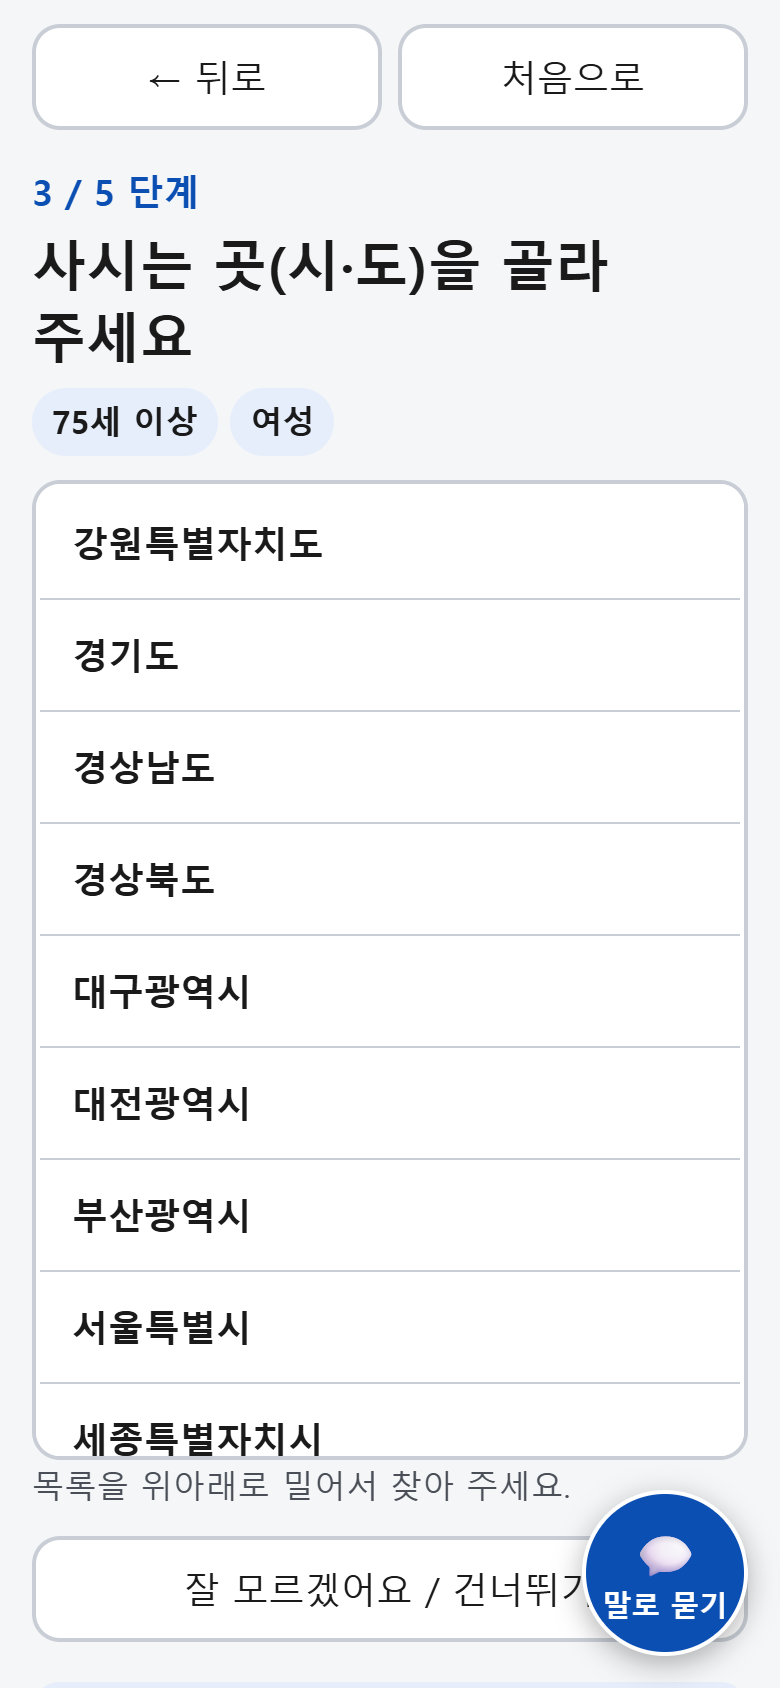 ← 뒤로
처음으로
3 / 5 단계
사시는 곳(시·도)을 골라
주세요
75세 이상
여성
강원특별자치도
경기도
경상남도
경상북도
대구광역시
대전광역시
부산광역시
서울특별시
세종특별자치시
목록을 위아래로 밀어서 찾아 주세요.
잘 모르겠어요 / 건너뛰기
말로 묻기